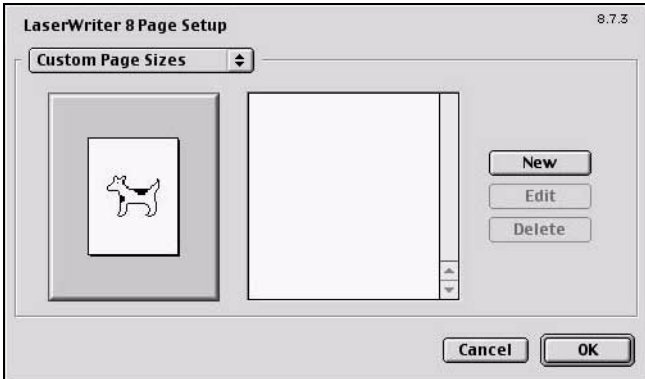 LaserWriter 8 Page Setup
8.7.3
Custom Page Sizes
New
Edit
Delete
Cancel
OK